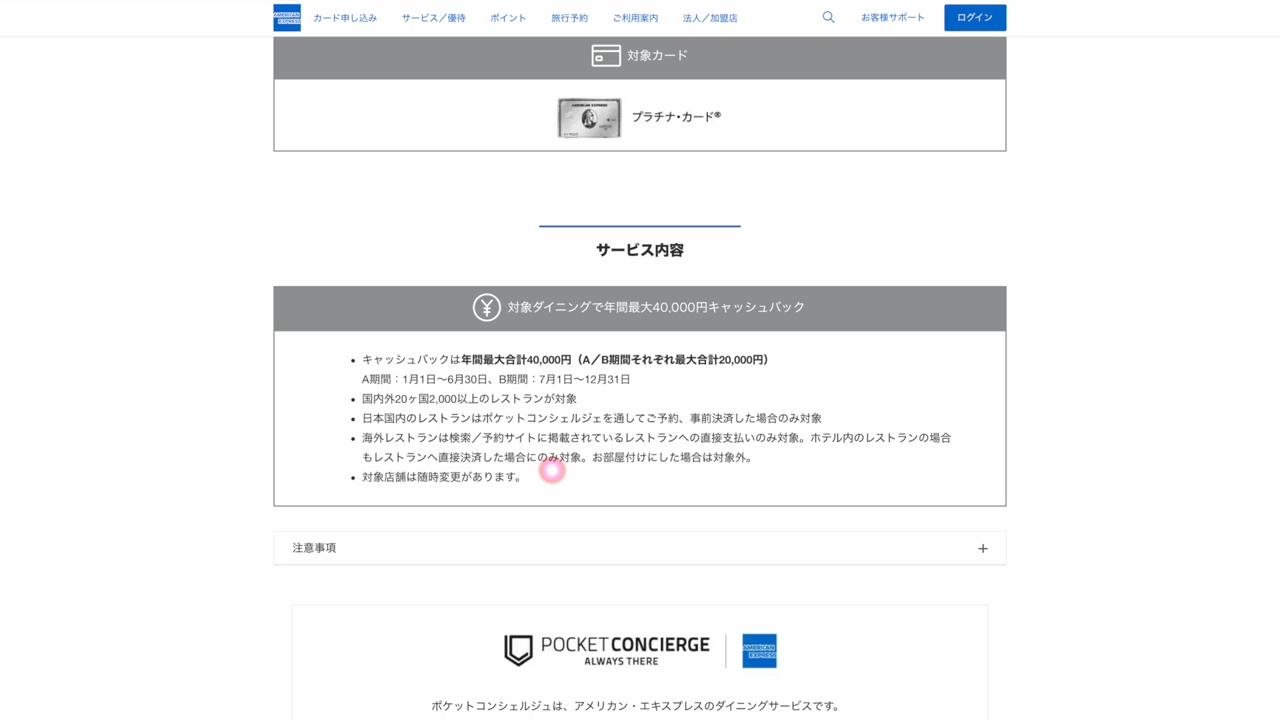 AMERICAN EXPRESS
カード申し込み サービス／優待 ポイント 旅行予約 ご利用案内 法人／加盟店 お客様サポート ログイン
対象カード
AMERICAN EXPRESS
プラチナ・カード®
サービス内容
対象ダイニングで年間最大40,000円キャッシュバック
• キャッシュバックは年間最大合計40,000円（A／B期間それぞれ最大合計20,000円）
A期間：1月1日〜6月30日、B期間：7月1日〜12月31日
• 国内外20ヶ国2,000以上のレストランが対象
• 日本国内のレストランはポケットコンシェルジェを通してご予約、事前決済した場合のみ対象
• 海外レストランは検索／予約サイトに掲載されているレストランへの直接支払いのみ対象。ホテル内のレストランの場合
もレストランへ直接決済した場合にのみ対象。お部屋付けにした場合は対象外。
• 対象店舗は随時変更があります。
注意事項 +
POCKET CONCIERGE
ALWAYS THERE
AMERICAN EXPRESS
ポケットコンシェルジュは、アメリカン・エキスプレスのダイニングサービスです。